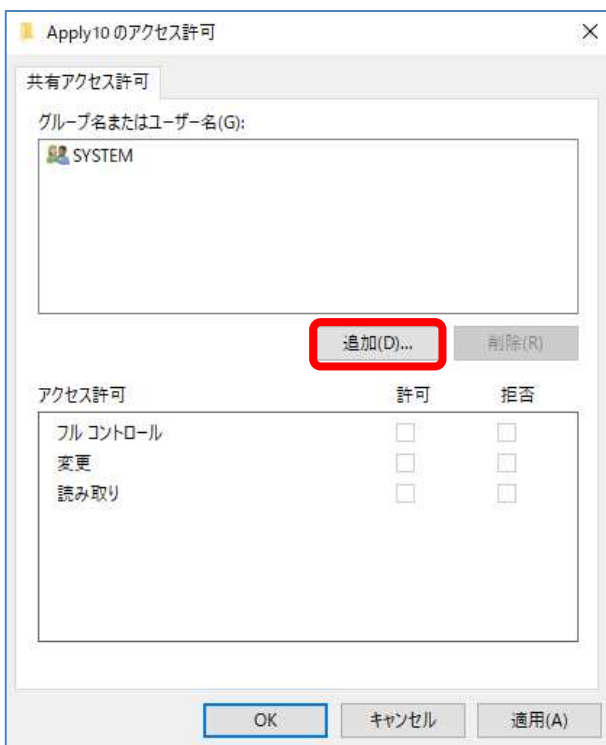 Apply10 のアクセス許可
共有アクセス許可
グループ名またはユーザー名(G):
SYSTEM
追加(D)... 削除(R)
アクセス許可 許可 拒否
フル コントロール
変更
読み取り
OK キャンセル 適用(A)